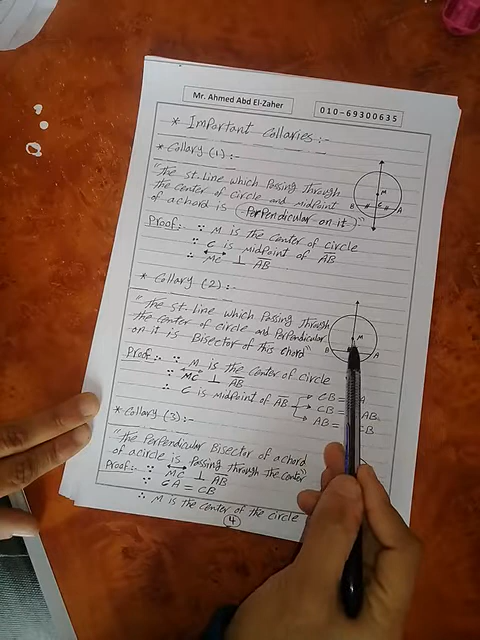 Mr. Ahmed Abd El-Zaher
010-69300635
* Important Collaries:-
* Collary (1):-
"The st. Line which Passing Through
the center of circle and midpoint
of a chord is (Perpendicular on it)"
M
B C A
Proof:- ∵ M is the center of circle
∵ C is midPoint of AB
∴ MC ⊥ AB
* Collary (2):-
"The st. Line which Passing Through
the center of circle and Perpendicular
on it is Bisector of this chord"
M
B A
Proof:- ∵ M is the center of circle
∵ MC ⊥ AB
∴ C is midPoint of AB
CB =
CB = AB
AB = CB
* Collary (3):-
"the Perpendicular Bisector of a chord
of a circle is Passing through the center"
Proof:- ∵ MC ⊥ AB
∵ CA = CB
∴ M is the center of the circle
4